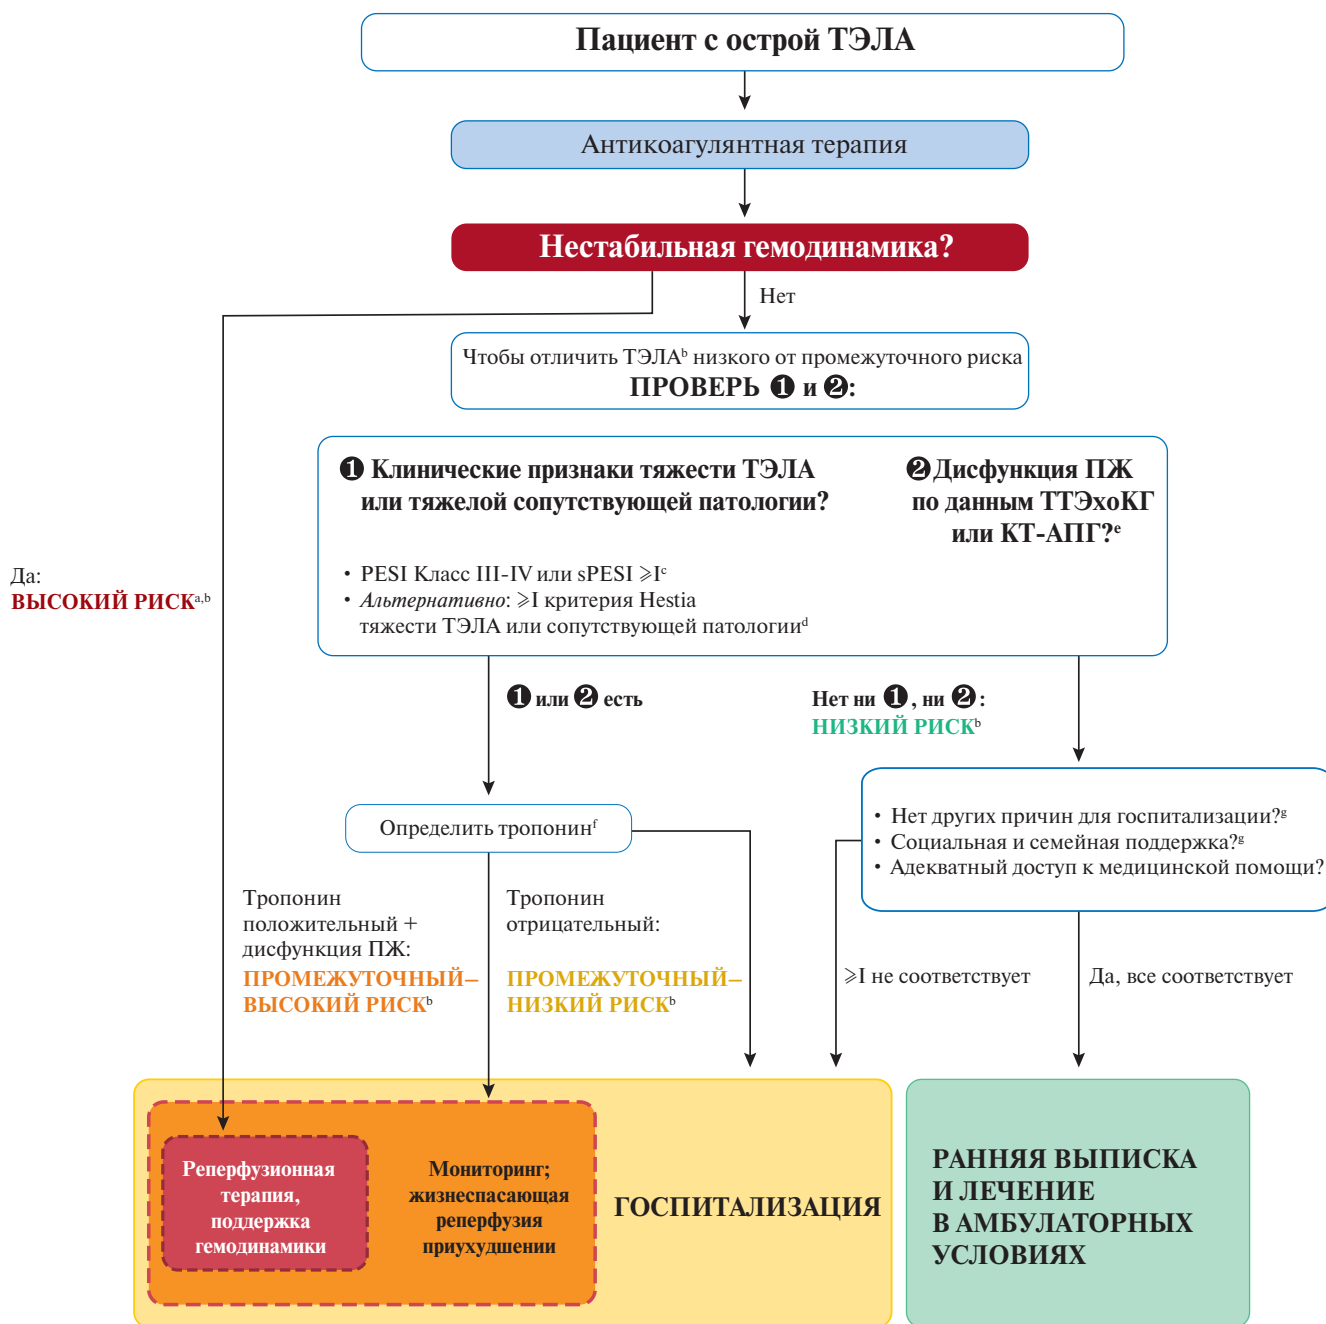 Пациент с острой ТЭЛА
Антикоагулянтная терапия
Нестабильная гемодинамика?
Нет
Чтобы отличить ТЭЛАᵇ низкого от промежуточного риска
ПРОВЕРЬ ❶ и ❷:
❶ Клинические признаки тяжести ТЭЛА
или тяжелой сопутствующей патологии?
• PESI Класс III-IV или sPESI ⩾Iᶜ
• Альтернативно: ⩾I критерия Hestia
тяжести ТЭЛА или сопутствующей патологииᵈ
❷ Дисфункция ПЖ
по данным ТТЭхоКГ
или КТ-АПГ?ᵉ
Да:
ВЫСОКИЙ РИСКᵃ,ᵇ
❶ или ❷ есть
Нет ни ❶, ни ❷:
НИЗКИЙ РИСКᵇ
Определить тропонинᶠ
• Нет других причин для госпитализации?ᵍ
• Социальная и семейная поддержка?ᵍ
• Адекватный доступ к медицинской помощи?
Тропонин
положительный +
дисфункция ПЖ:
ПРОМЕЖУТОЧНЫЙ–
ВЫСОКИЙ РИСКᵇ
Тропонин
отрицательный:
ПРОМЕЖУТОЧНЫЙ–
НИЗКИЙ РИСКᵇ
⩾I не соответствует
Да, все соответствует
Реперфузионная
терапия,
поддержка
гемодинамики
Мониторинг;
жизнеспасающая
реперфузия
приухудшении
ГОСПИТАЛИЗАЦИЯ
РАННЯЯ ВЫПИСКА
И ЛЕЧЕНИЕ
В АМБУЛАТОРНЫХ
УСЛОВИЯХ